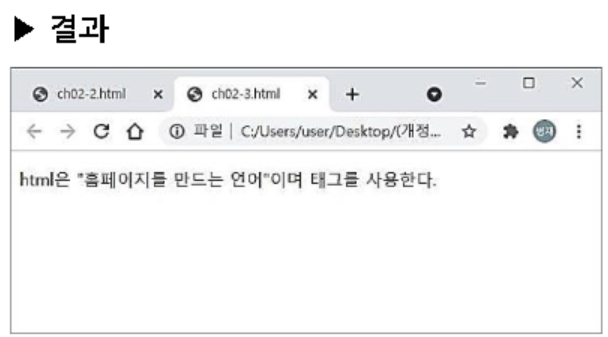 ▶ 결과
ch02-2.html × ch02-3.html × +
파일 | C:/Users/user/Desktop/(개정...
html은 "홈페이지를 만드는 언어"이며 태그를 사용한다.